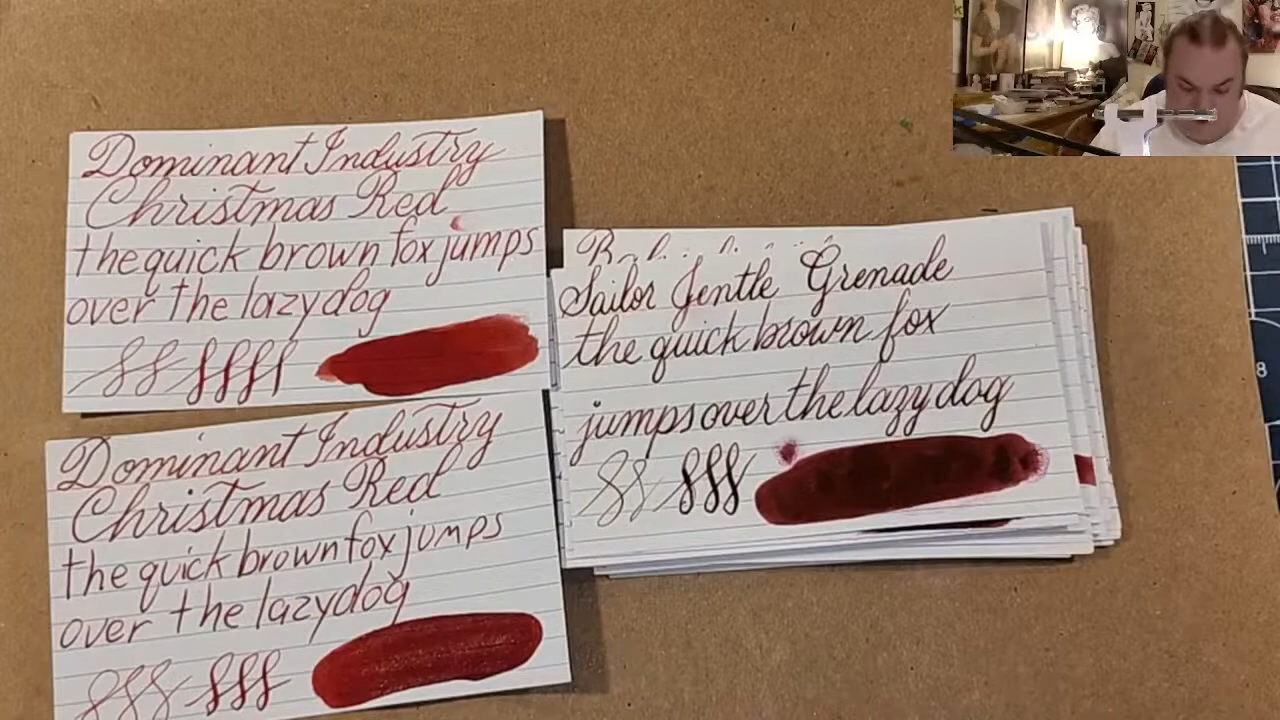 Dominant Industry
Christmas Red
the quick brown fox jumps
over the lazy dog
Dominant Industry
Christmas Red
the quick brown fox jumps
over the lazy dog
Sailor Jentle Grenade
the quick brown fox
jumps over the lazy dog
8